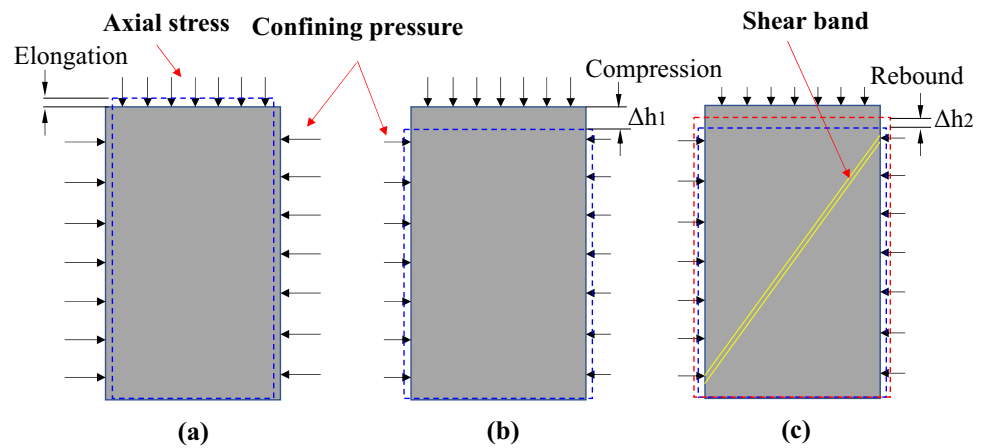 Axial stress
Shear band
Confining pressure
Elongation
Compression
Rebound
Δh1
Δh2
(a)
(b)
(c)